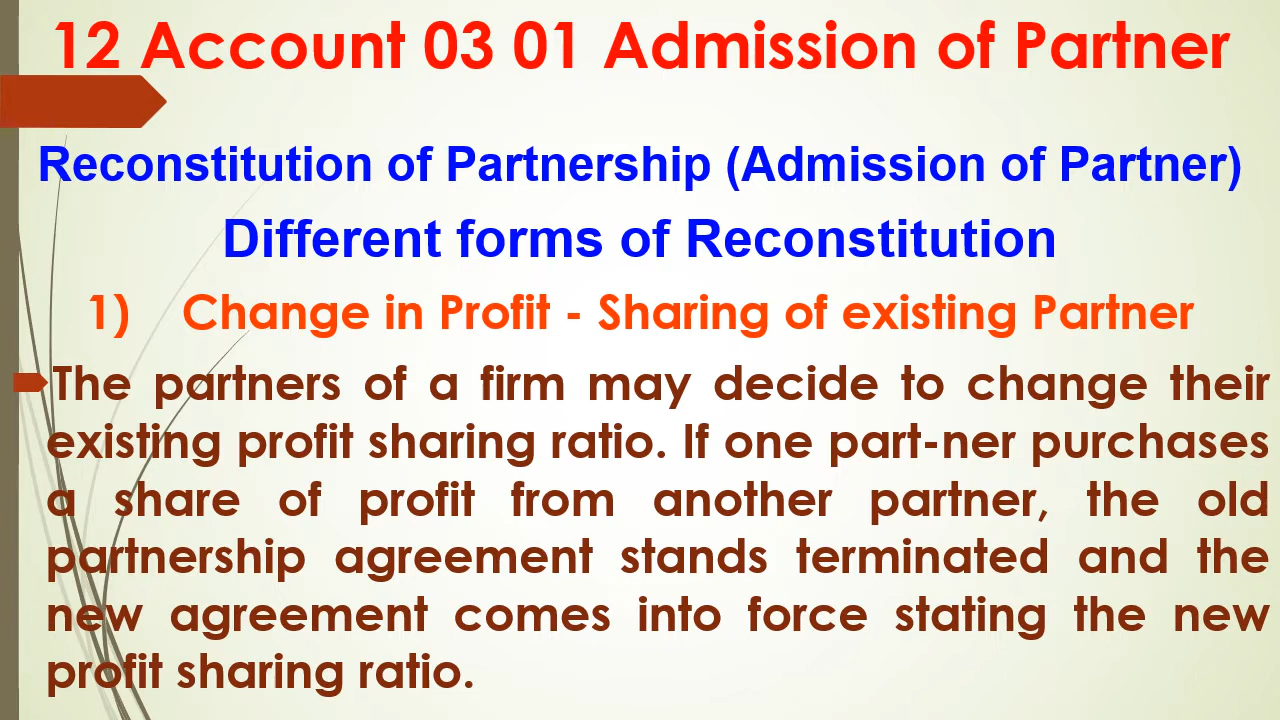 12 Account 03 01 Admission of Partner
Reconstitution of Partnership (Admission of Partner)
Different forms of Reconstitution
1) Change in Profit - Sharing of existing Partner
The partners of a firm may decide to change their
existing profit sharing ratio. If one part-ner purchases
a share of profit from another partner, the old
partnership agreement stands terminated and the
new agreement comes into force stating the new
profit sharing ratio.